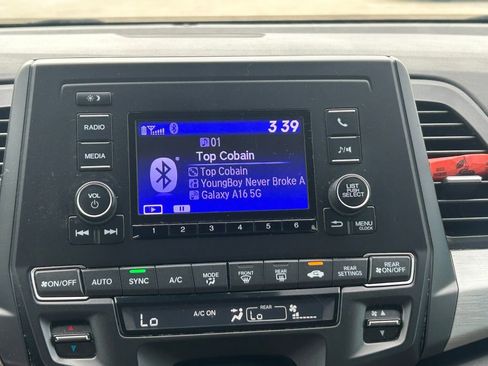 3 39
01
Top Cobain
Top Cobain
YoungBoy Never Broke A
Galaxy A16 5G
RADIO
MEDIA
VOL
LIST
PUSH
SELECT
MENU
CLOCK
2 3 4 5 6
ON/OFF
AUTO
SYNC
A/C
MODE
FRONT
REAR
REAR
SETTINGS
REAR
ON/OFF
Lo
A/C ON
REAR
Lo